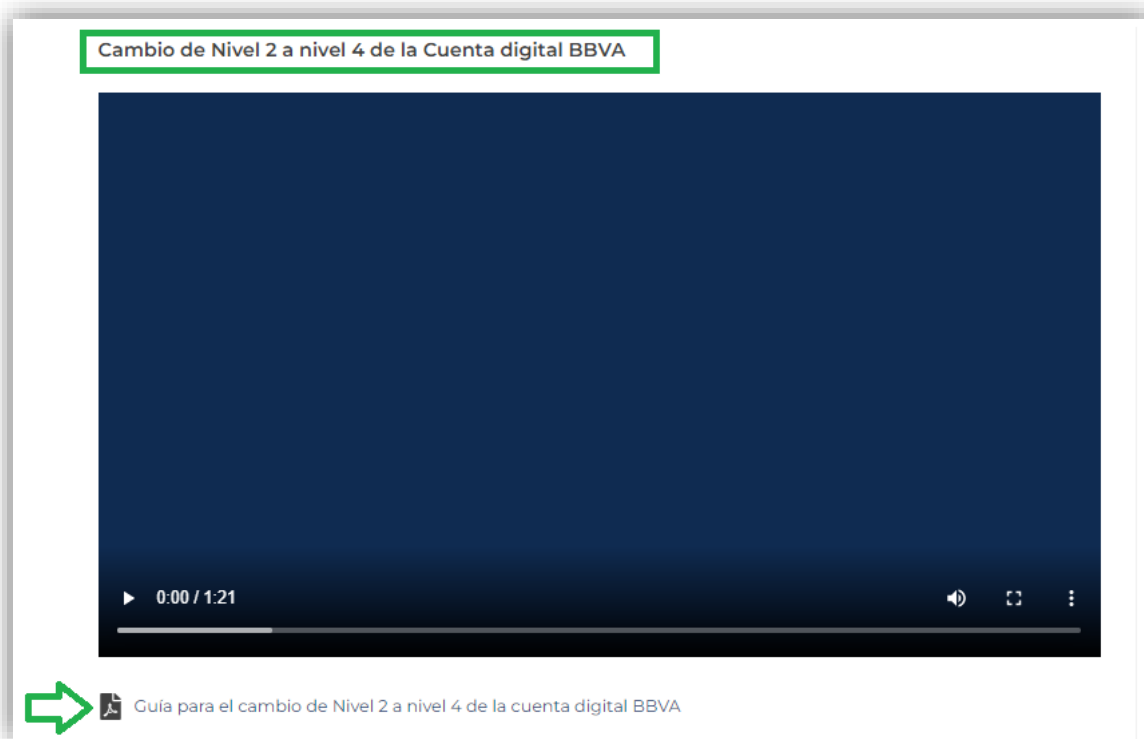 Cambio de Nivel 2 a nivel 4 de la Cuenta digital BBVA
0:00 / 1:21
Guía para el cambio de Nivel 2 a nivel 4 de la cuenta digital BBVA